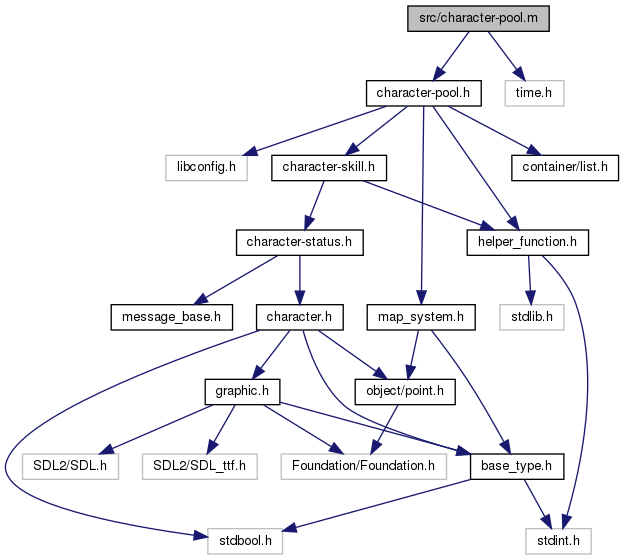 src/character-pool.m
character-pool.h
time.h
libconfig.h
character-skill.h
container/list.h
character-status.h
helper_function.h
message_base.h
character.h
map_system.h
stdlib.h
graphic.h
object/point.h
SDL2/SDL.h
SDL2/SDL_ttf.h
Foundation/Foundation.h
base_type.h
stdbool.h
stdint.h